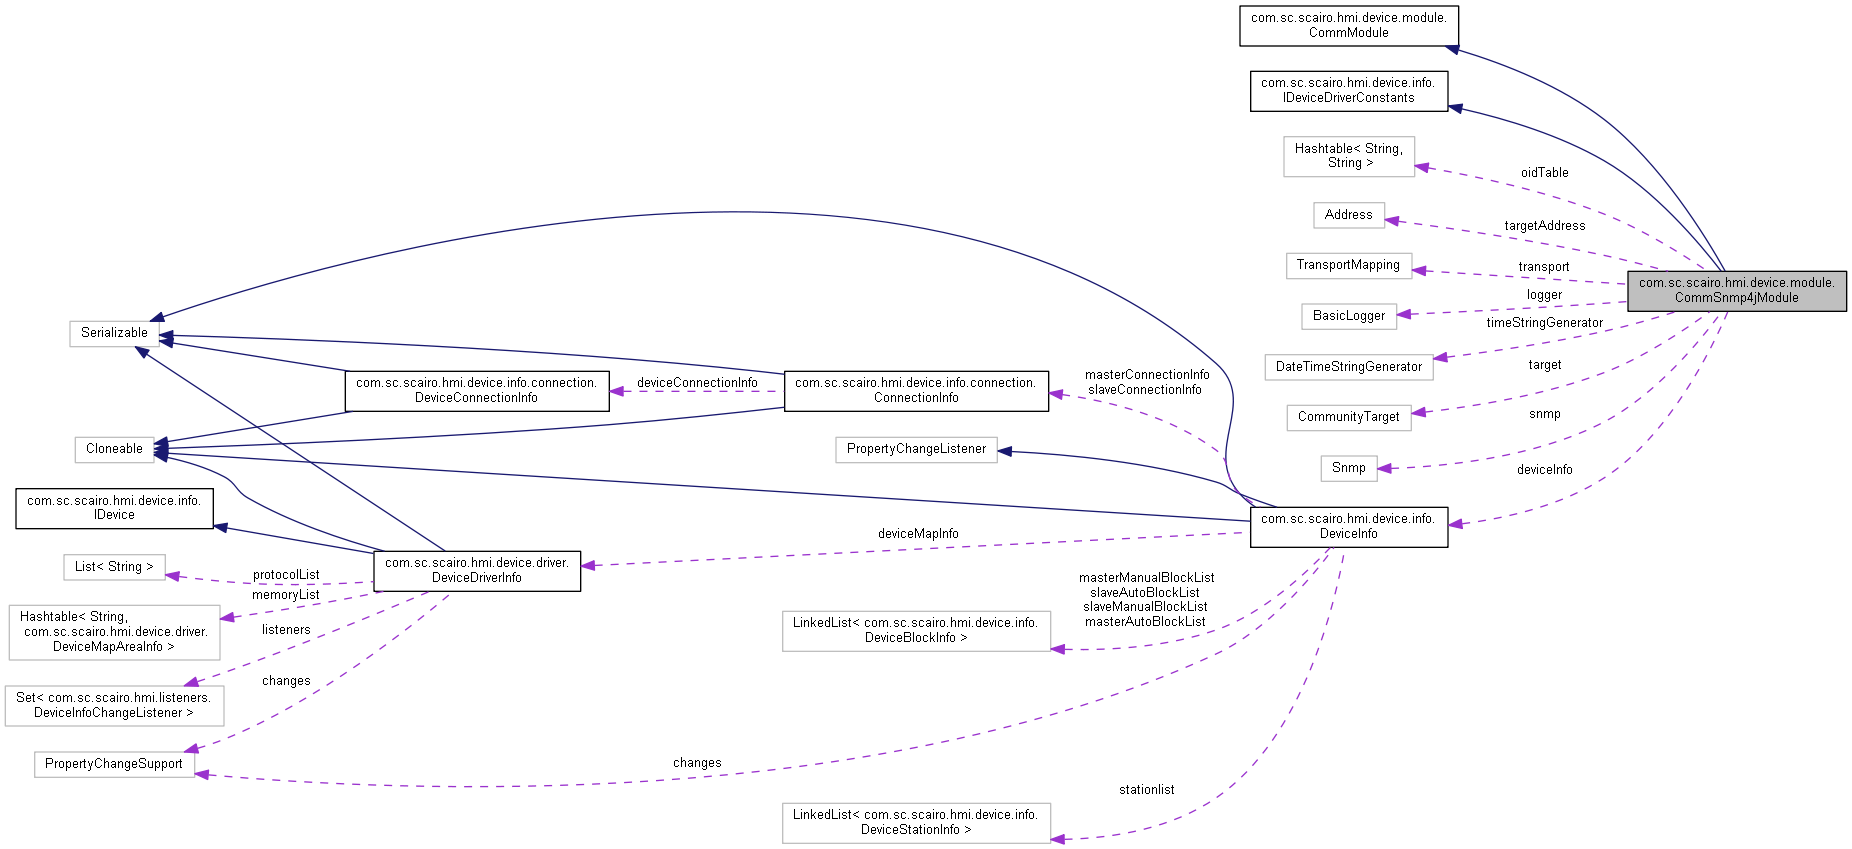 com.sc.scairo.hmi.device.module.
CommModule
com.sc.scairo.hmi.device.info.
IDeviceDriverConstants
Hashtable< String,
String >
oidTable
Address
targetAddress
TransportMapping
transport
com.sc.scairo.hmi.device.module.
CommSnmp4jModule
logger
BasicLogger
timeStringGenerator
DateTimeStringGenerator
target
CommunityTarget
snmp
Snmp
deviceInfo
Serializable
com.sc.scairo.hmi.device.info.connection.
DeviceConnectionInfo
deviceConnectionInfo
com.sc.scairo.hmi.device.info.connection.
ConnectionInfo
masterConnectionInfo
slaveConnectionInfo
Cloneable
PropertyChangeListener
com.sc.scairo.hmi.device.info.
IDevice
com.sc.scairo.hmi.device.info.
DeviceInfo
deviceMapInfo
List< String >
protocolList
com.sc.scairo.hmi.device.driver.
DeviceDriverInfo
memoryList
Hashtable< String,
com.sc.scairo.hmi.device.driver.
DeviceMapAreaInfo >
listeners
masterManualBlockList
slaveAutoBlockList
slaveManualBlockList
masterAutoBlockList
LinkedList< com.sc.scairo.hmi.device.info.
DeviceBlockInfo >
changes
Set< com.sc.scairo.hmi.listeners.
DeviceInfoChangeListener >
PropertyChangeSupport
changes
stationlist
LinkedList< com.sc.scairo.hmi.device.info.
DeviceStationInfo >